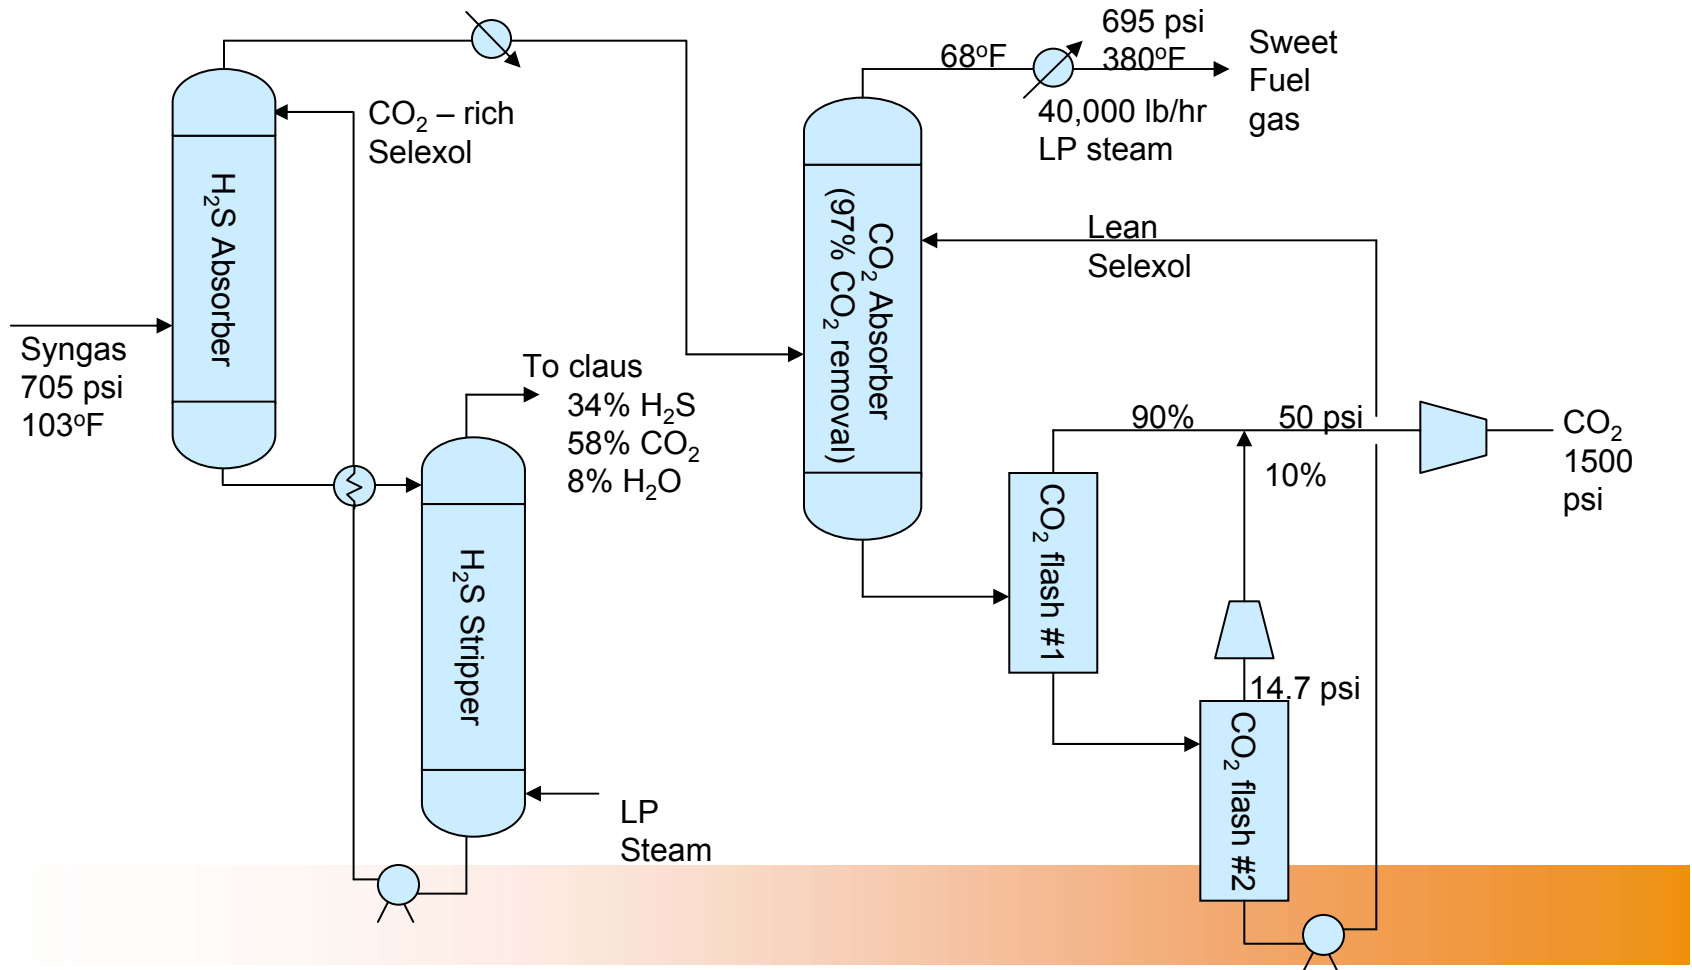 695 psi
68°F
380°F
Sweet
Fuel
gas
40,000 lb/hr
LP steam
CO₂ – rich
Selexol
H₂S Absorber
CO₂ Absorber
(97% CO₂ removal)
Lean
Selexol
Syngas
705 psi
103°F
To claus
34% H₂S
58% CO₂
8% H₂O
90%
50 psi
10%
CO₂
1500
psi
CO₂ flash #1
H₂S Stripper
14.7 psi
CO₂ flash #2
LP
Steam